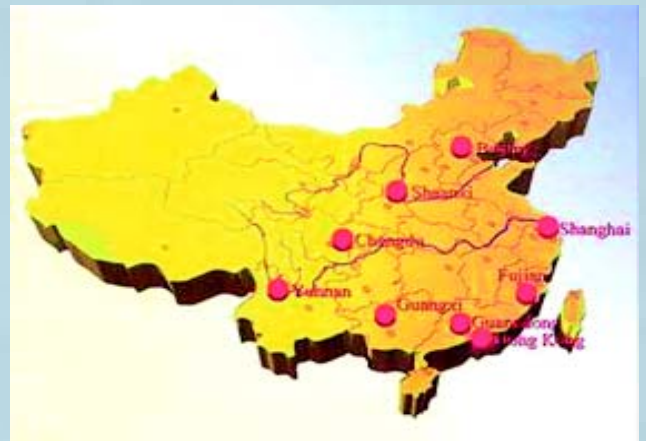 Beijing
Shaanxi
Shanghai
Chengdu
Fujian
Yunnan
Guangxi
Guangdong
Hong Kong